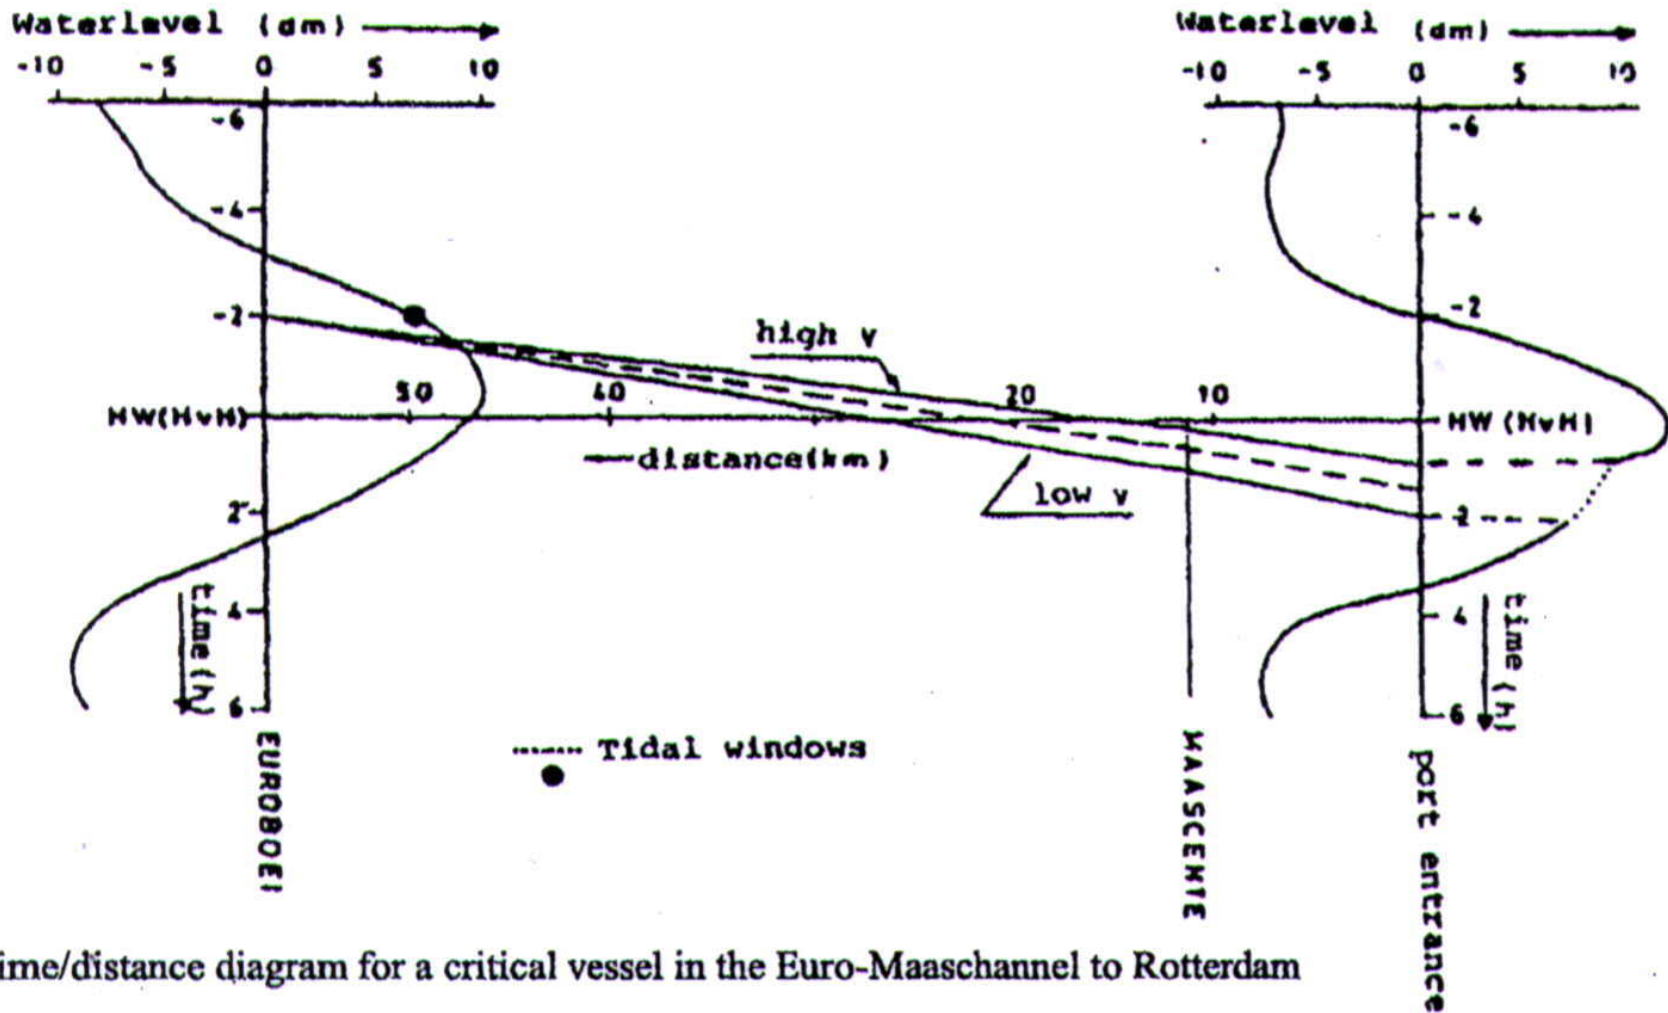 Waterlevel (dm)
-10 -5 0 5 10
Waterlevel (dm)
-10 -5 0 5 10
-6
-6
-4
-4
-2
-2
high v
50 40 20 10
HW(HvH)
HW (HvH)
distance(km)
low v
2
2
4
4
time(h)
time(h)
6
6
Tidal windows
EUROBOEI
MAASCENTE
port entrance
ime/distance diagram for a critical vessel in the Euro-Maaschannel to Rotterdam